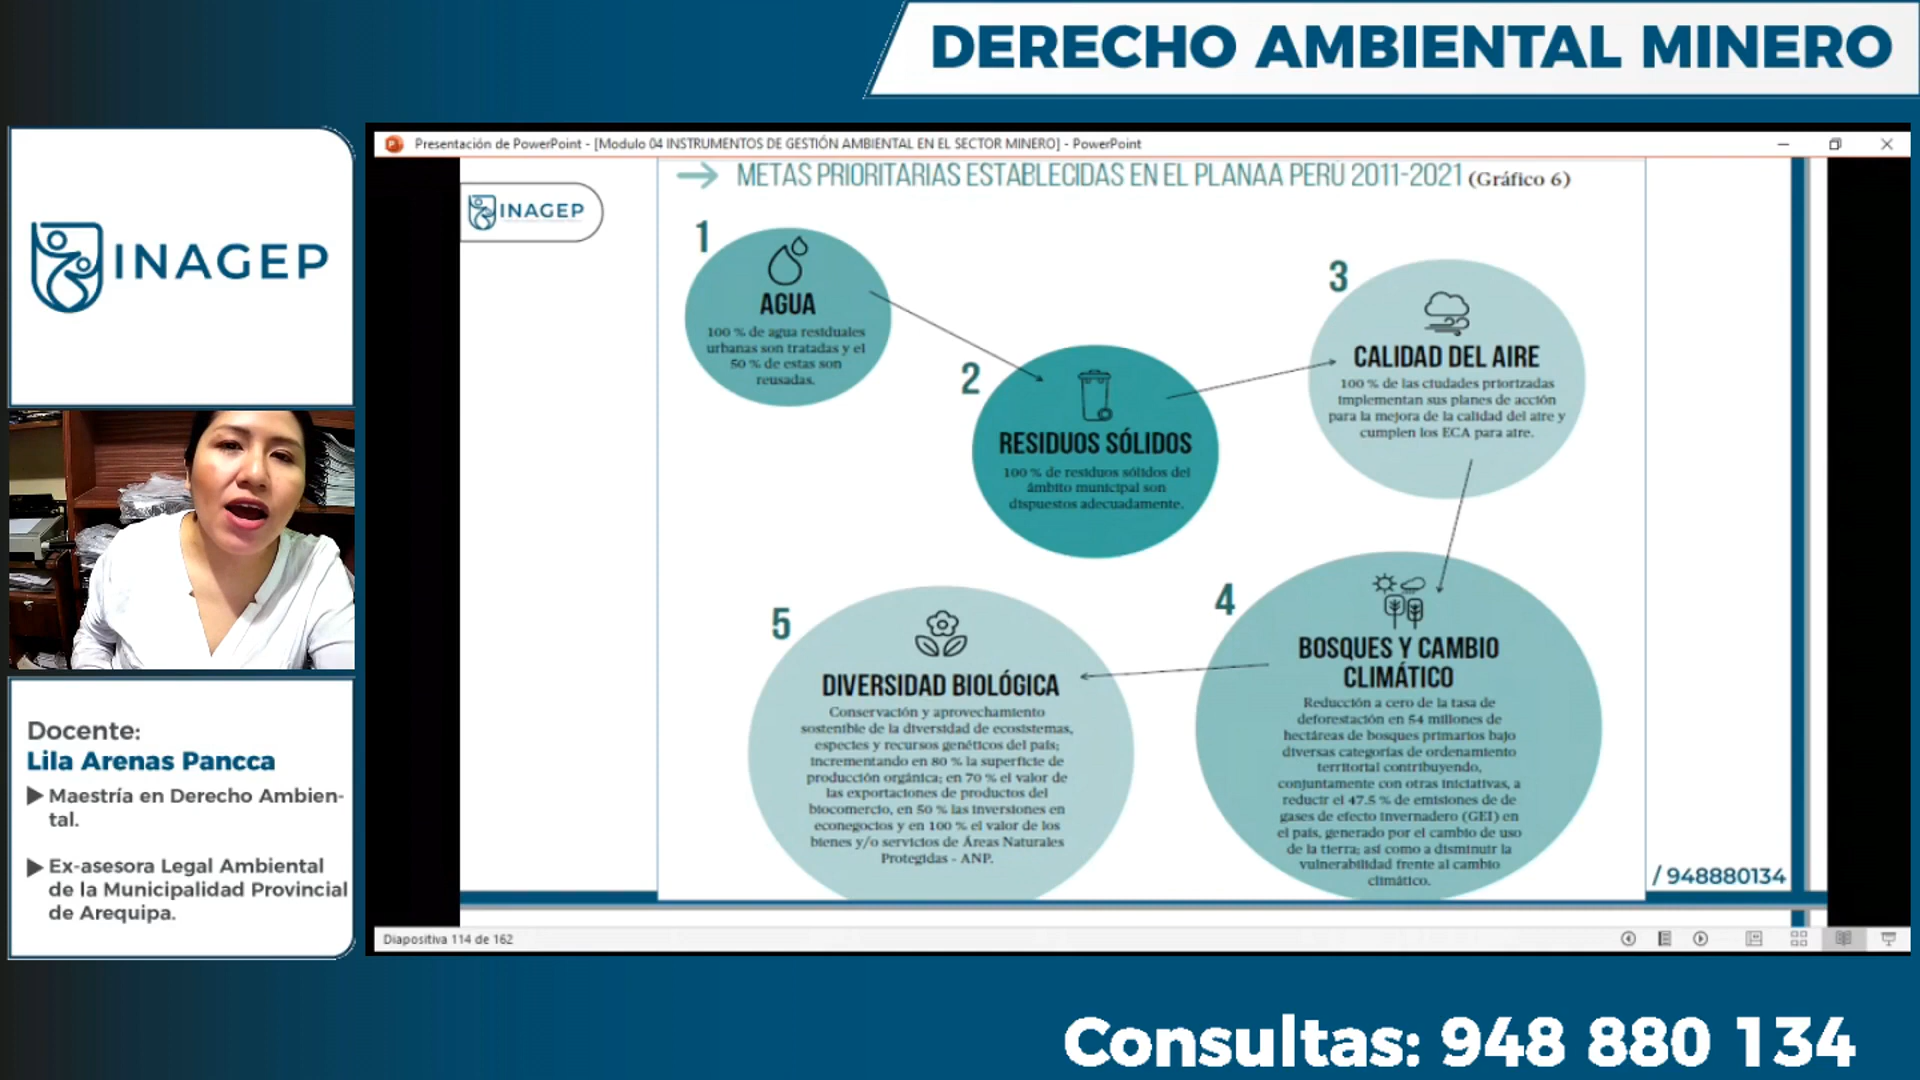 DERECHO AMBIENTAL MINERO
INAGEP
Docente:
Lila Arenas Pancca
Maestría en Derecho Ambien-
tal.
Ex-asesora Legal Ambiental
de la Municipalidad Provincial
de Arequipa.
Presentación de PowerPoint - [Modulo 04 INSTRUMENTOS DE GESTIÓN AMBIENTAL EN EL SECTOR MINERO] - PowerPoint
INAGEP
METAS PRIORITARIAS ESTABLECIDAS EN EL PLANAA PERÚ 2011-2021 (Gráfico 6)
1
AGUA
100 % de agua residuales
urbanas son tratadas y el
50 % de estas son
reusadas.
2
RESIDUOS SÓLIDOS
100 % de residuos sólidos del
ámbito municipal son
dispuestos adecuadamente.
3
CALIDAD DEL AIRE
100 % de las ciudades priorizadas
implementan sus planes de acción
para la mejora de la calidad del aire y
cumplen los ECA para aire.
4
BOSQUES Y CAMBIO
CLIMÁTICO
Reducción a cero de la tasa de
deforestación en 54 millones de
hectáreas de bosques primarios bajo
diversas categorías de ordenamiento
territorial contribuyendo,
conjuntamente con otras iniciativas, a
reducir el 47.5 % de emisiones de de
gases de efecto invernadero (GEI) en
el país, generado por el cambio de uso
de la tierra; así como a disminuir la
vulnerabilidad frente al cambio
climático.
5
DIVERSIDAD BIOLÓGICA
Conservación y aprovechamiento
sostenible de la diversidad de ecosistemas,
especies y recursos genéticos del país;
incrementando en 80 % la superficie de
producción orgánica; en 70 % el valor de
las exportaciones de productos del
biocomercio, en 50 % las inversiones en
econegocios y en 100 % el valor de los
bienes y/o servicios de Áreas Naturales
Protegidas - ANP.
/ 948880134
Diapositiva 114 de 162
Consultas: 948 880 134